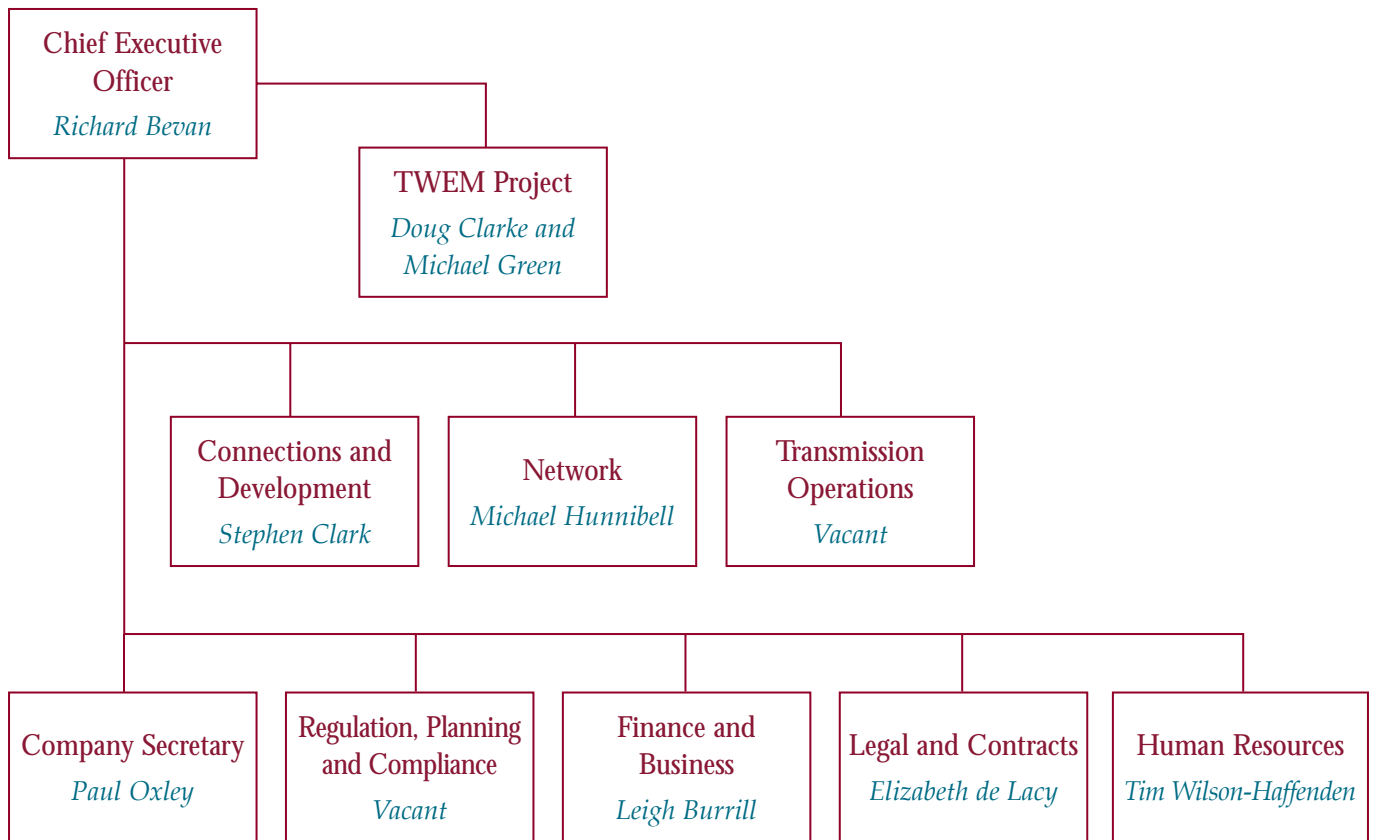 Chief Executive
Officer
Richard Bevan
TWEM Project
Doug Clarke and
Michael Green
Connections and
Development
Stephen Clark
Network
Michael Hunnibell
Transmission
Operations
Vacant
Company Secretary
Paul Oxley
Regulation, Planning
and Compliance
Vacant
Finance and
Business
Leigh Burrill
Legal and Contracts
Elizabeth de Lacy
Human Resources
Tim Wilson-Haffenden